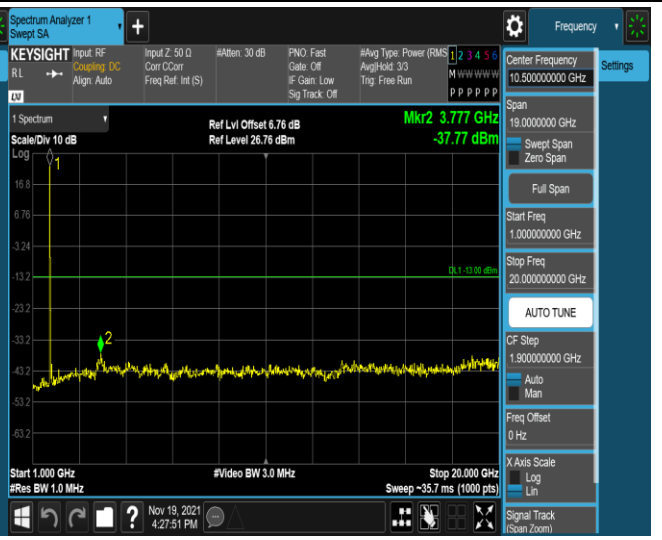 Spectrum Analyzer 1
Swept SA
Frequency
KEYSIGHT
RL
LXI
Input: RF
Coupling: DC
Align: Auto
Input Z: 50 Ω
Corr CCorr
Freq Ref: Int (S)
#Atten: 30 dB
PNO: Fast
Gate: Off
IF Gain: Low
Sig Track: Off
#Avg Type: Power (RMS
Avg|Hold: 3/3
Trig: Free Run
1 2 3 4 5 6
M W W W W W
P P P P P P
1 Spectrum
Scale/Div 10 dB
Log
Ref Lvl Offset 6.76 dB
Ref Level 26.76 dBm
Mkr2 3.777 GHz
-37.77 dBm
1
16.8
6.76
-3.24
-13.2
DL1 -13.00 dBm
-23.2
-33.2
2
-43.2
-53.2
-63.2
Start 1.000 GHz
#Video BW 3.0 MHz
Stop 20.000 GHz
#Res BW 1.0 MHz
Sweep ~35.7 ms (1000 pts)
?
Nov 19, 2021
4:27:51 PM
Center Frequency
10.500000000 GHz
Settings
Span
19.0000000 GHz
Swept Span
Zero Span
Full Span
Start Freq
1.000000000 GHz
Stop Freq
20.000000000 GHz
AUTO TUNE
CF Step
1.900000000 GHz
Auto
Man
Freq Offset
0 Hz
X Axis Scale
Log
Lin
Signal Track
(Span Zoom)